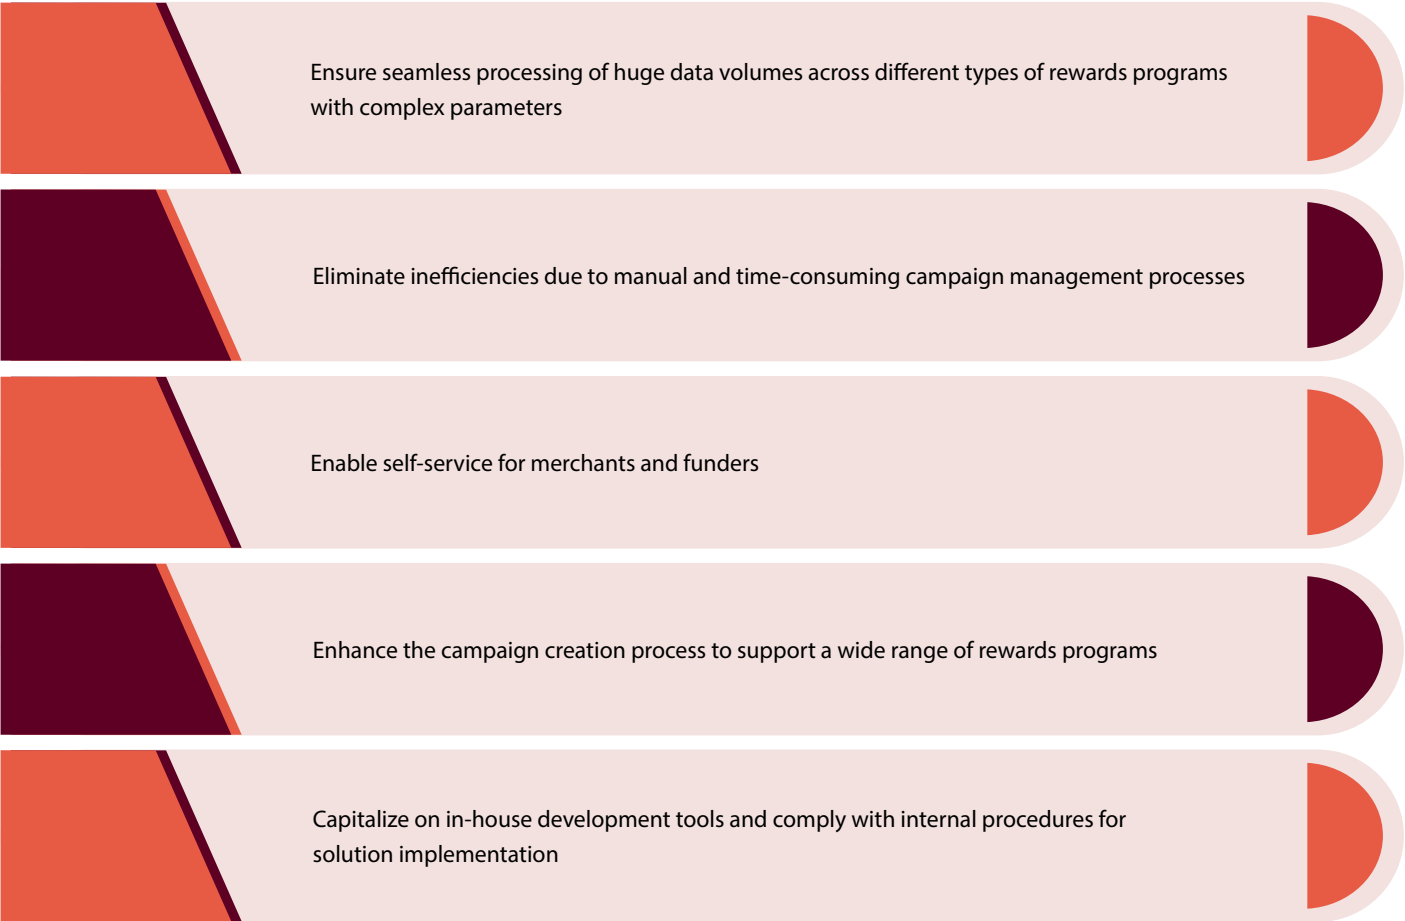 Ensure seamless processing of huge data volumes across different types of rewards programs
with complex parameters
Eliminate inefficiencies due to manual and time-consuming campaign management processes
Enable self-service for merchants and funders
Enhance the campaign creation process to support a wide range of rewards programs
Capitalize on in-house development tools and comply with internal procedures for
solution implementation